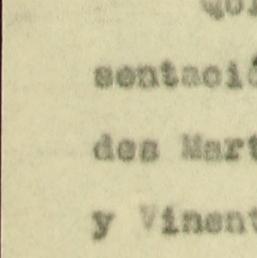 sentació
des Mart
y Vinent